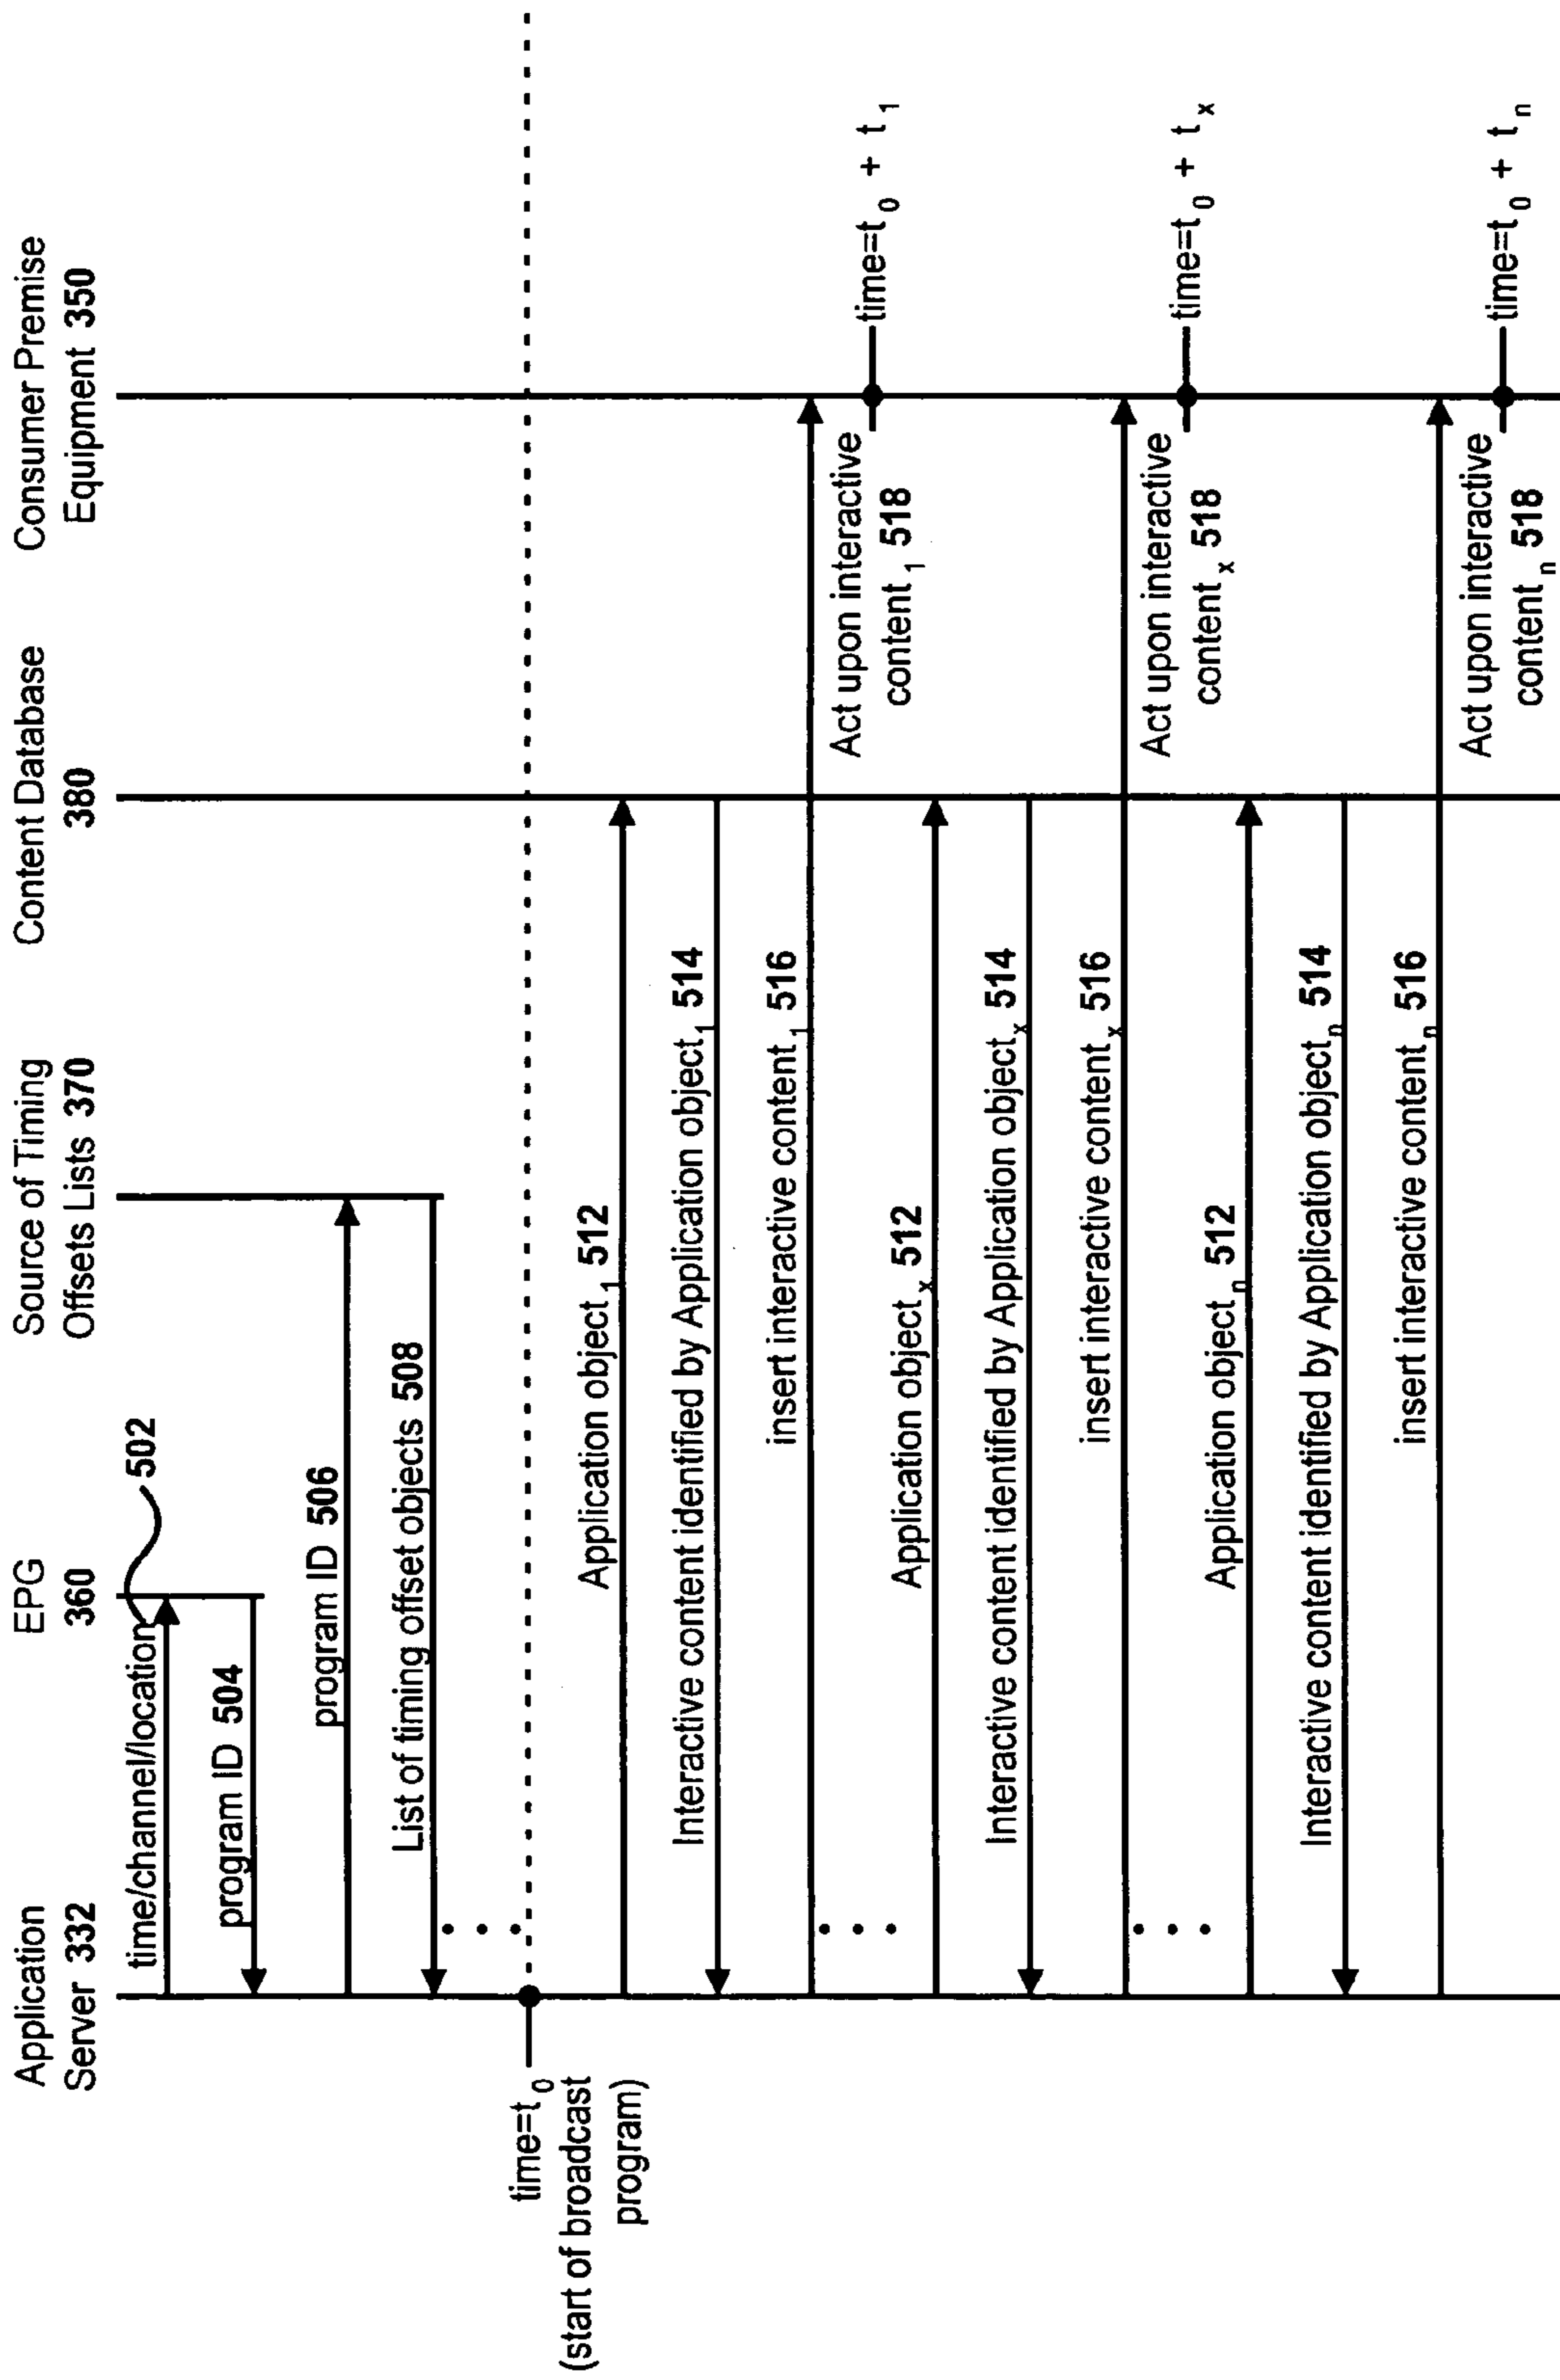 Application
Server 332
EPG
360
Source of Timing
Offsets Lists 370
Content Database
380
Consumer Premise
Equipment 350
time/channel/location
502
program ID 504
program ID 506
List of timing offset objects 508
time=t0
(start of broadcast
program)
Application object1 512
Interactive content identified by Application object1 514
insert interactive content1 516
Act upon interactive
content1 518
time=t0 + t1
Application objectx 512
Interactive content identified by Application objectx 514
insert interactive contentx 516
Act upon interactive
contentx 518
time=t0 + tx
Application objectn 512
Interactive content identified by Application objectn 514
insert interactive contentn 516
Act upon interactive
contentn 518
time=t0 + tn